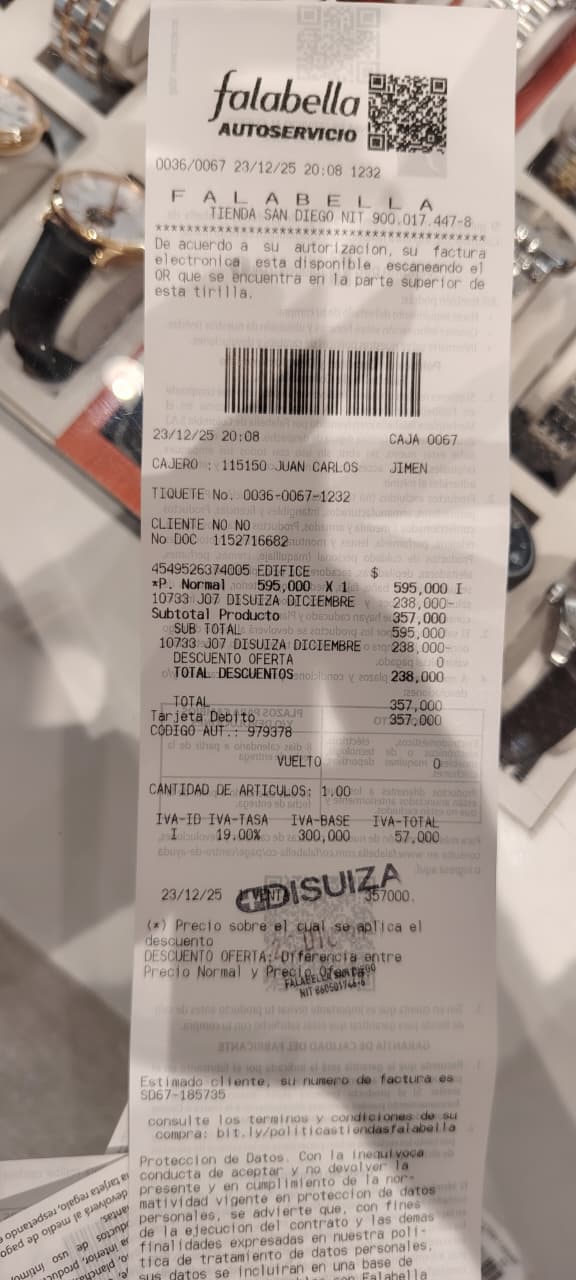 falabella
AUTOSERVICIO
0036/0067 23/12/25 20:08 1232
F A L A B E L L A
TIENDA SAN DIEGO NIT 900.017.447-8
************************************************
De acuerdo a su autorizacion, su factura
electronica esta disponible escaneando el
QR que se encuentra en la parte superior de
esta tirilla.
23/12/25 20:08 CAJA 0067
CAJERO : 115150 JUAN CARLOS JIMEN
TIQUETE No. 0036-0067-1232
CLIENTE NO NO
No DOC 1152716682
4549526374005 EDIFICE $
*P. Normal 595,000 X 1 595,000 I
10733 J07 DISUIZA DICIEMBRE 238,000-
Subtotal Producto 357,000
SUB TOTAL 595,000
10733 J07 DISUIZA DICIEMBRE 238,000-
DESCUENTO OFERTA 0
TOTAL DESCUENTOS 238,000
TOTAL 357,000
Tarjeta Debito 357,000
CODIGO AUT.: 979378
VUELTO 0
CANTIDAD DE ARTICULOS: 1.00
IVA-ID IVA-TASA IVA-BASE IVA-TOTAL
I 19.00% 300,000 57,000
23/12/25 DISUIZA 357000.
(*) Precio sobre el cual se aplica el
descuento
DESCUENTO OFERTA: Diferencia entre
Precio Normal y Precio Oferta
FALABELLA SAN DIEGO
Estimado cliente, su numero de factura es
SD67-185735
consulte los terminos y condiciones de su
compra: bit.ly/politicastiendasfalabella
Proteccion de Datos. Con la inequivoca
conducta de aceptar y no devolver la
presente y en cumplimiento de la nor-
matividad vigente en proteccion de datos
personales, se advierte que, con fines
de la ejecucion del contrato y las demas
finalidades expresadas en nuestra poli-
tica de tratamiento de datos personales,
sus datos se incluiran en una base de